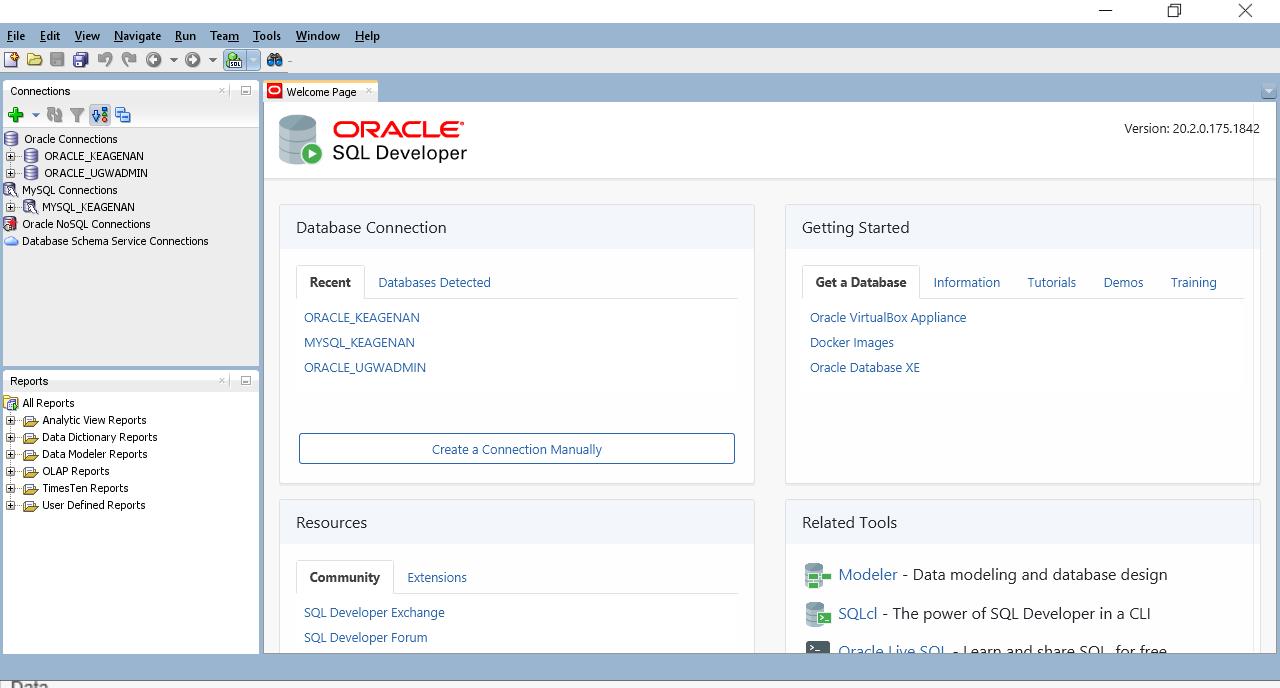 File Edit View Navigate Run Team Tools Window Help
SQL
Connections
Welcome Page
Oracle Connections
ORACLE_KEAGENAN
ORACLE_UGWADMIN
MySQL Connections
MYSQL_KEAGENAN
Oracle NoSQL Connections
Database Schema Service Connections
Reports
All Reports
Analytic View Reports
Data Dictionary Reports
Data Modeler Reports
OLAP Reports
TimesTen Reports
User Defined Reports
ORACLE
SQL Developer
Version: 20.2.0.175.1842
Database Connection
Recent Databases Detected
ORACLE_KEAGENAN
MYSQL_KEAGENAN
ORACLE_UGWADMIN
Create a Connection Manually
Getting Started
Get a Database Information Tutorials Demos Training
Oracle VirtualBox Appliance
Docker Images
Oracle Database XE
Resources
Community Extensions
SQL Developer Exchange
SQL Developer Forum
Related Tools
Modeler - Data modeling and database design
SQLcl - The power of SQL Developer in a CLI
Oracle Live SQL - Learn and share SQL, for free
Data